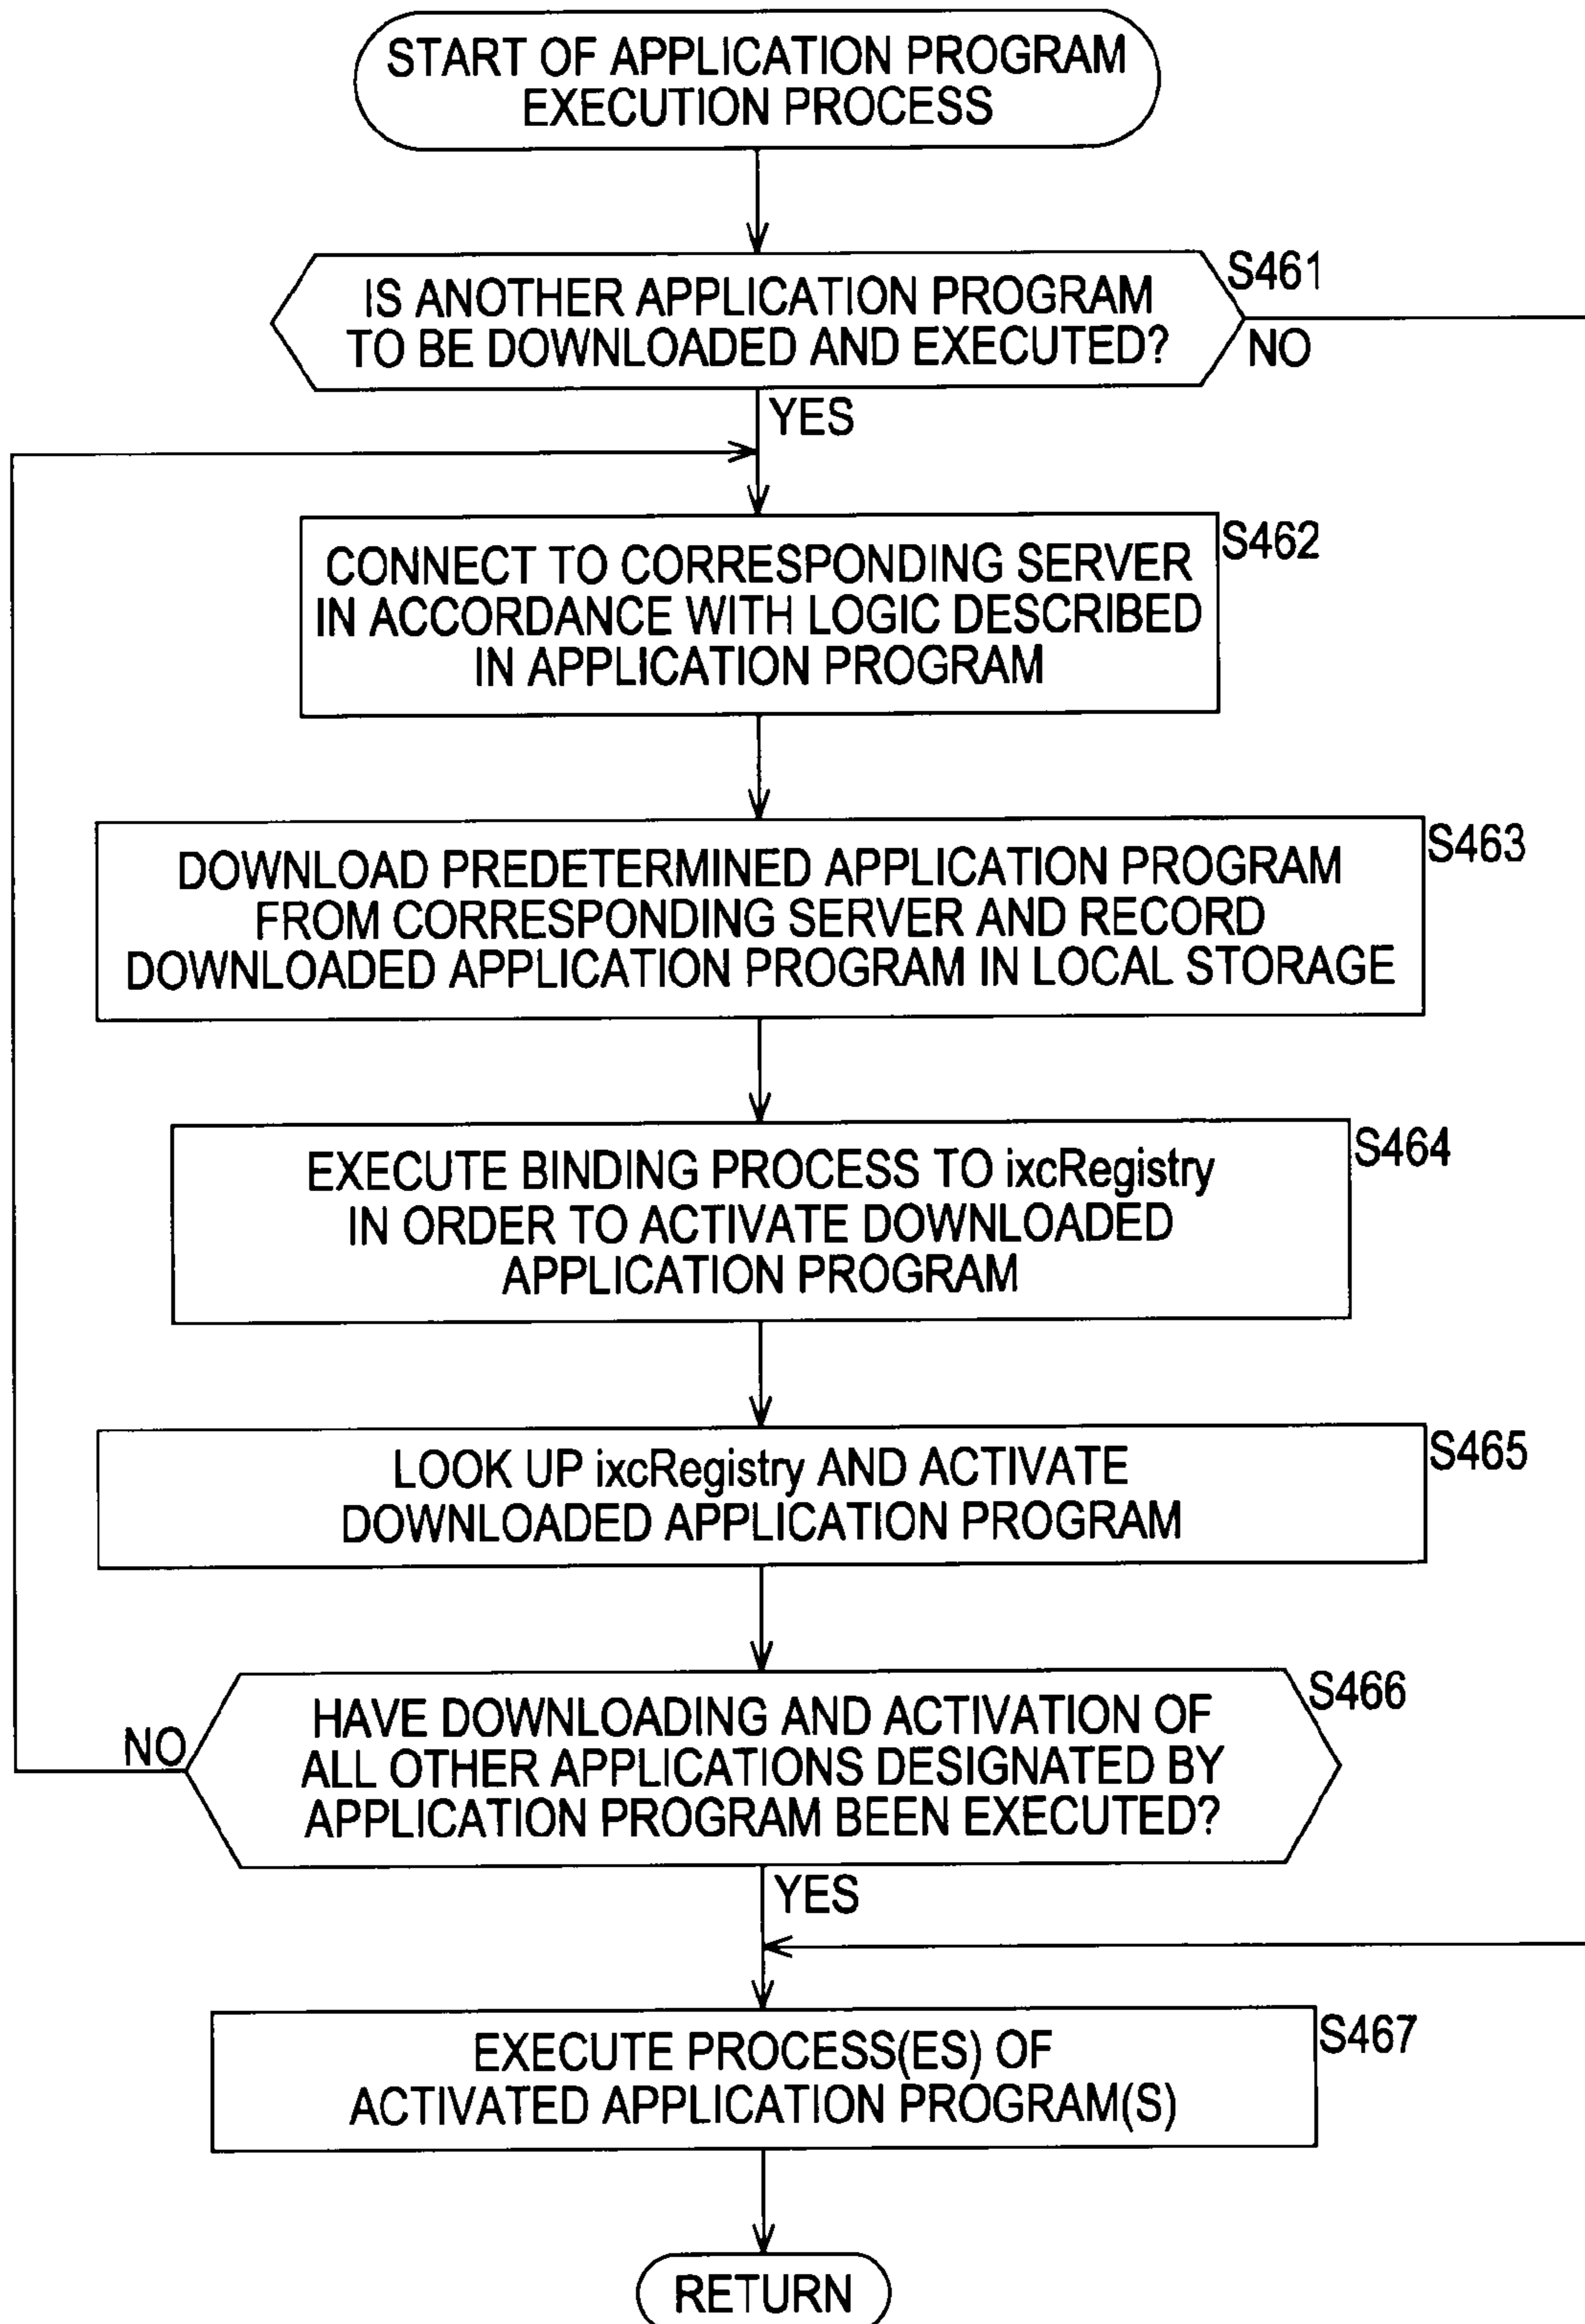 START OF APPLICATION PROGRAM
EXECUTION PROCESS
S461
IS ANOTHER APPLICATION PROGRAM
TO BE DOWNLOADED AND EXECUTED?
NO
YES
S462
CONNECT TO CORRESPONDING SERVER
IN ACCORDANCE WITH LOGIC DESCRIBED
IN APPLICATION PROGRAM
S463
DOWNLOAD PREDETERMINED APPLICATION PROGRAM
FROM CORRESPONDING SERVER AND RECORD
DOWNLOADED APPLICATION PROGRAM IN LOCAL STORAGE
S464
EXECUTE BINDING PROCESS TO ixcRegistry
IN ORDER TO ACTIVATE DOWNLOADED
APPLICATION PROGRAM
S465
LOOK UP ixcRegistry AND ACTIVATE
DOWNLOADED APPLICATION PROGRAM
S466
HAVE DOWNLOADING AND ACTIVATION OF
ALL OTHER APPLICATIONS DESIGNATED BY
APPLICATION PROGRAM BEEN EXECUTED?
NO
YES
S467
EXECUTE PROCESS(ES) OF
ACTIVATED APPLICATION PROGRAM(S)
RETURN